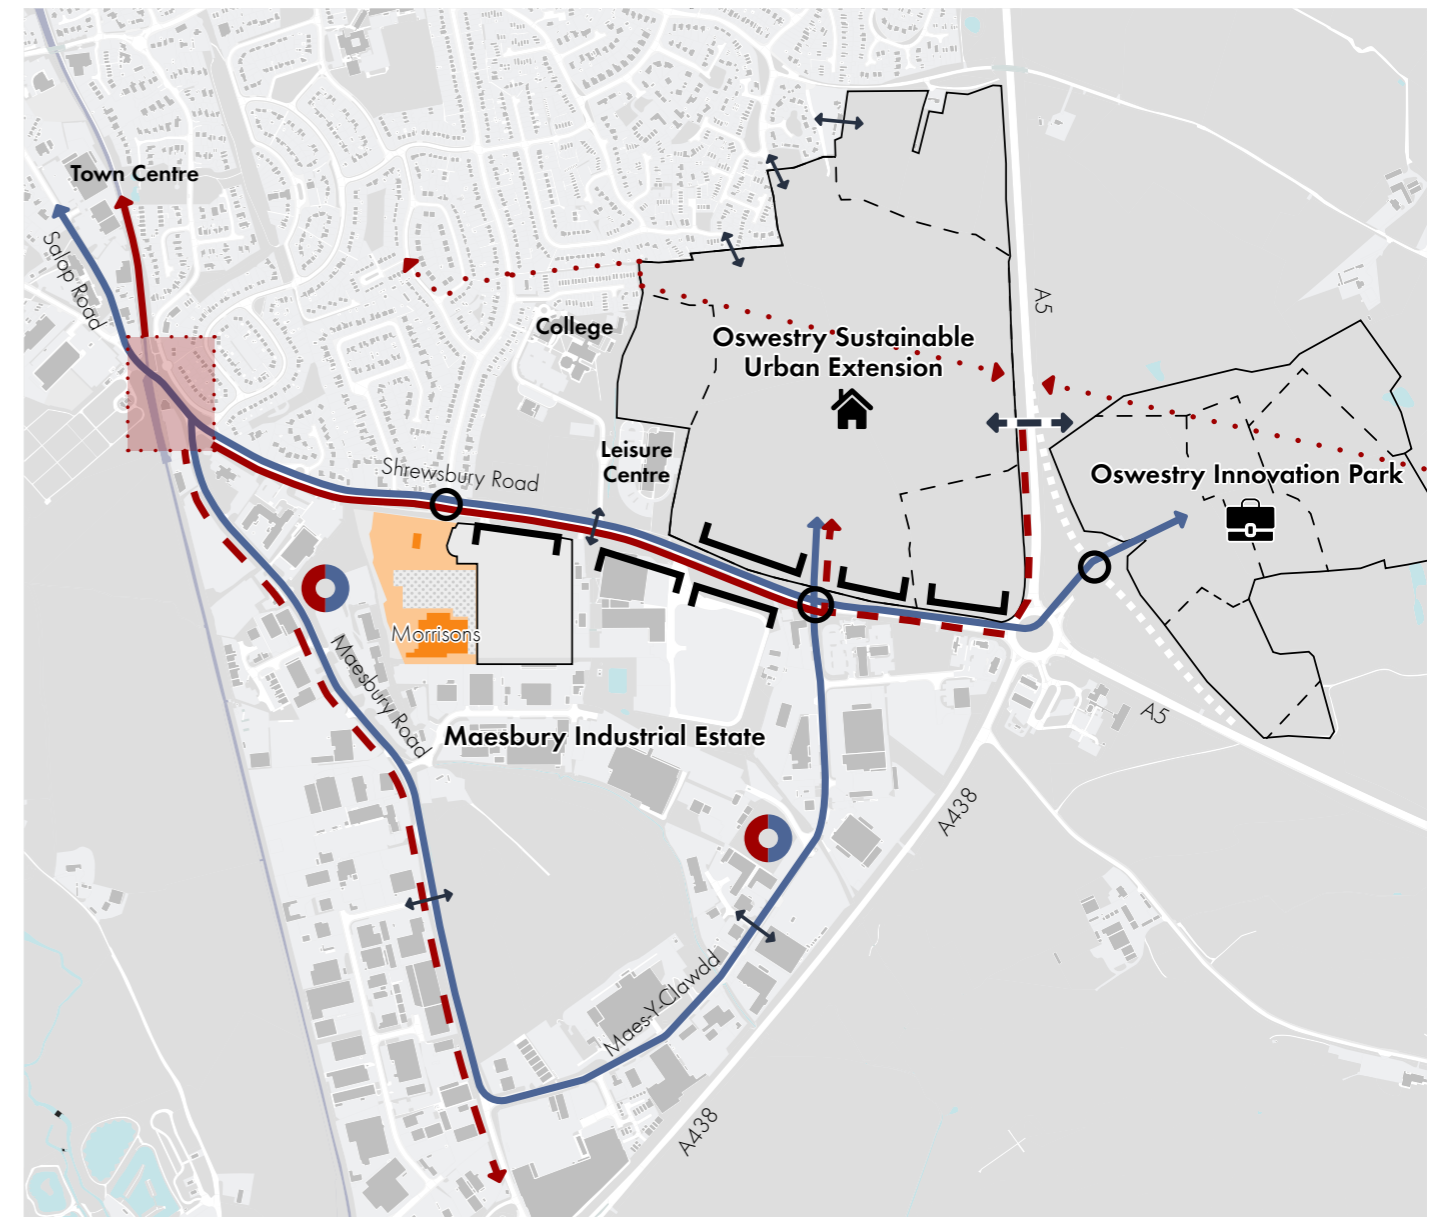 Town Centre
Salop Road
A5
College
Oswestry Sustainable
Urban Extension
Leisure
Centre
Shrewsbury Road
Oswestry Innovation Park
Morrisons
Maesbury Road
Maesbury Industrial Estate
A5
A438
Maes-Y-Clawdd
A438